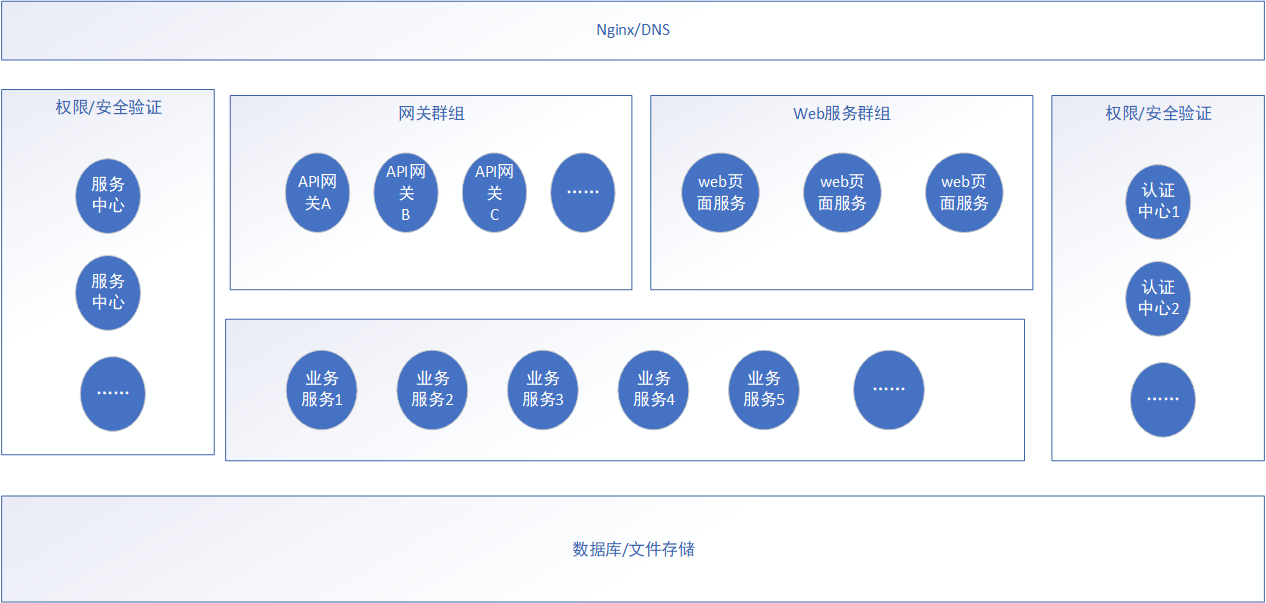 Nginx/DNS
权限/安全验证
服务
中心
服务
中心
······
网关群组
API网
关A
API网
关
B
API网
关
C
······
Web服务群组
web页
面服务
web页
面服务
web页
面服务
权限/安全验证
认证
中心1
认证
中心2
······
业务
服务1
业务
服务2
业务
服务3
业务
服务4
业务
服务5
······
数据库/文件存储